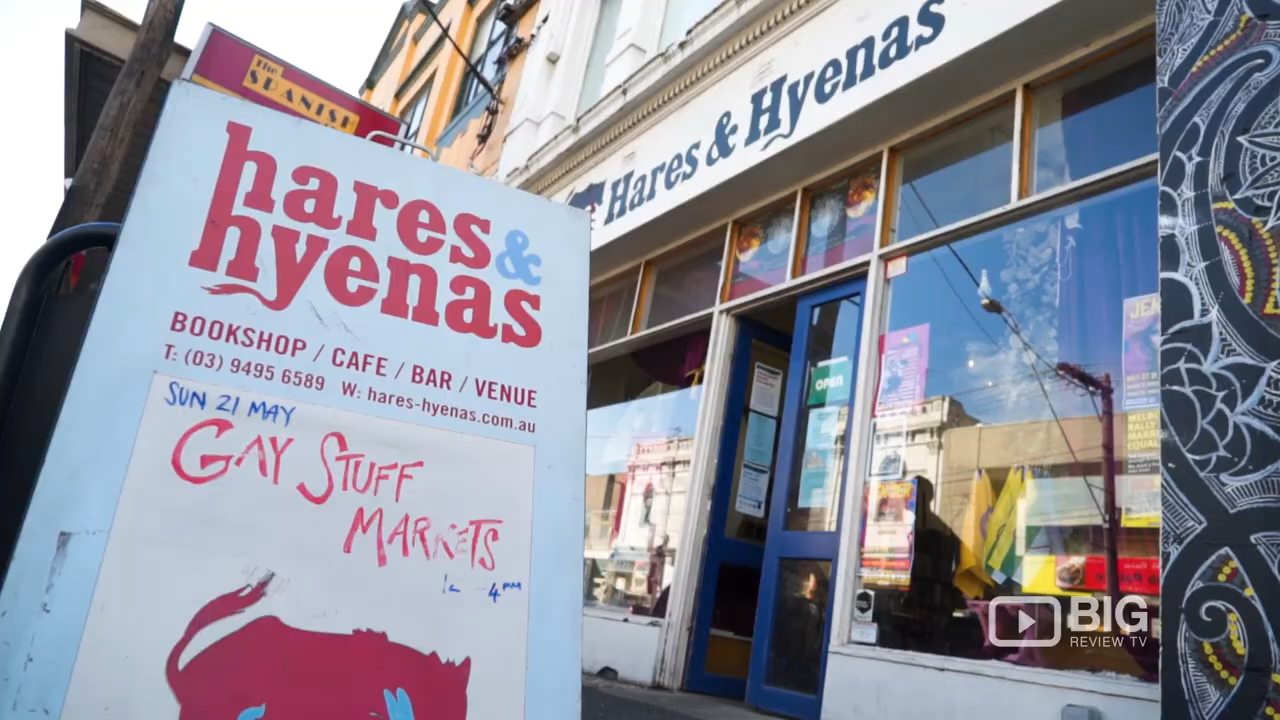 The
SPANISH
hares &
hyenas
BOOKSHOP / CAFE / BAR / VENUE
T: (03) 9495 6589 W: hares-hyenas.com.au
SUN 21 MAY
GAY STUFF
MARKETS
4PM
Hares & Hyenas
OPEN
BIG
REVIEW TV